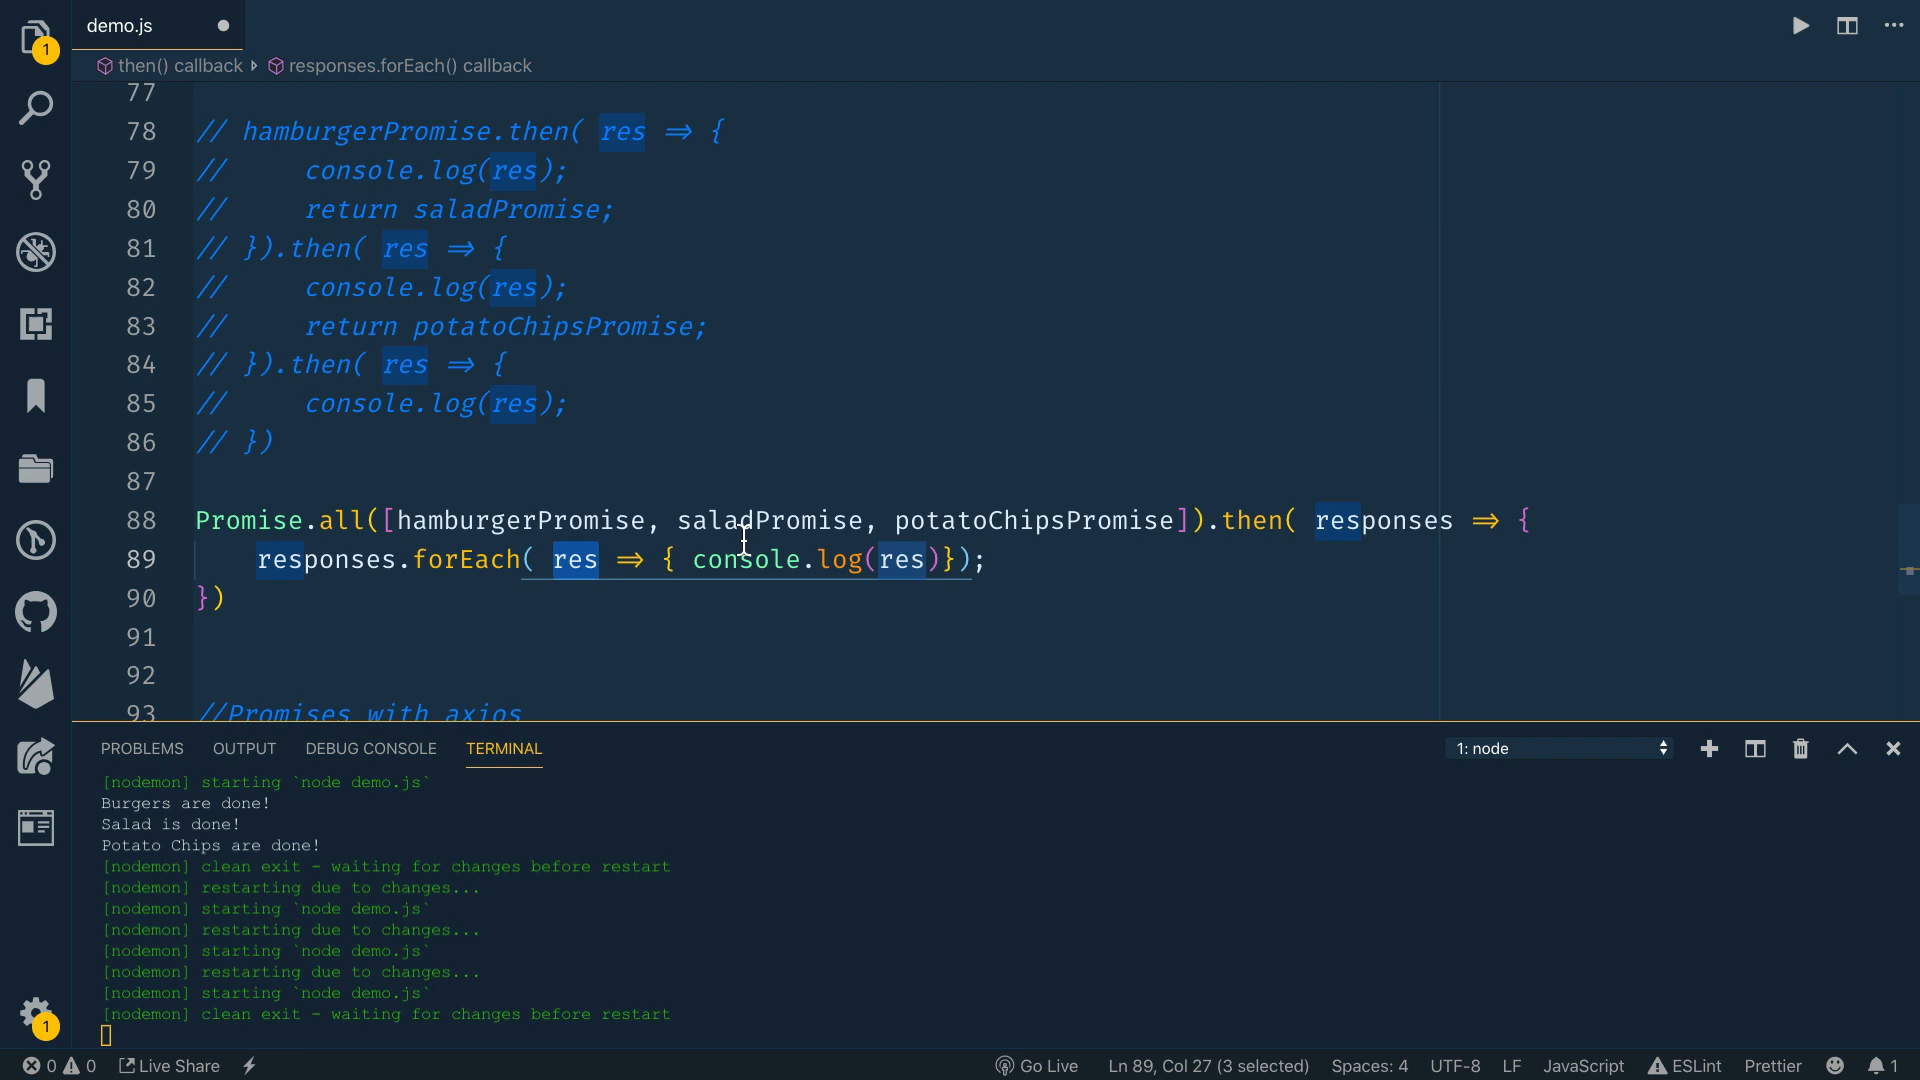 1
demo.js
then() callback responses.forEach() callback
77
78 // hamburgerPromise.then( res => {
79 //     console.log(res);
80 //     return saladPromise;
81 // }).then( res => {
82 //     console.log(res);
83 //     return potatoChipsPromise;
84 // }).then( res => {
85 //     console.log(res);
86 // })
87
88 Promise.all([hamburgerPromise, saladPromise, potatoChipsPromise]).then( responses => {
89     responses.forEach( res => { console.log(res)});
90 })
91
92
93 //Promises with axios
PROBLEMS OUTPUT DEBUG CONSOLE TERMINAL 1: node
[nodemon] starting `node demo.js`
Burgers are done!
Salad is done!
Potato Chips are done!
[nodemon] clean exit - waiting for changes before restart
[nodemon] restarting due to changes...
[nodemon] starting `node demo.js`
[nodemon] restarting due to changes...
[nodemon] starting `node demo.js`
[nodemon] restarting due to changes...
[nodemon] starting `node demo.js`
[nodemon] clean exit - waiting for changes before restart
1
0 0 Live Share Go Live Ln 89, Col 27 (3 selected) Spaces: 4 UTF-8 LF JavaScript ESLint Prettier 1